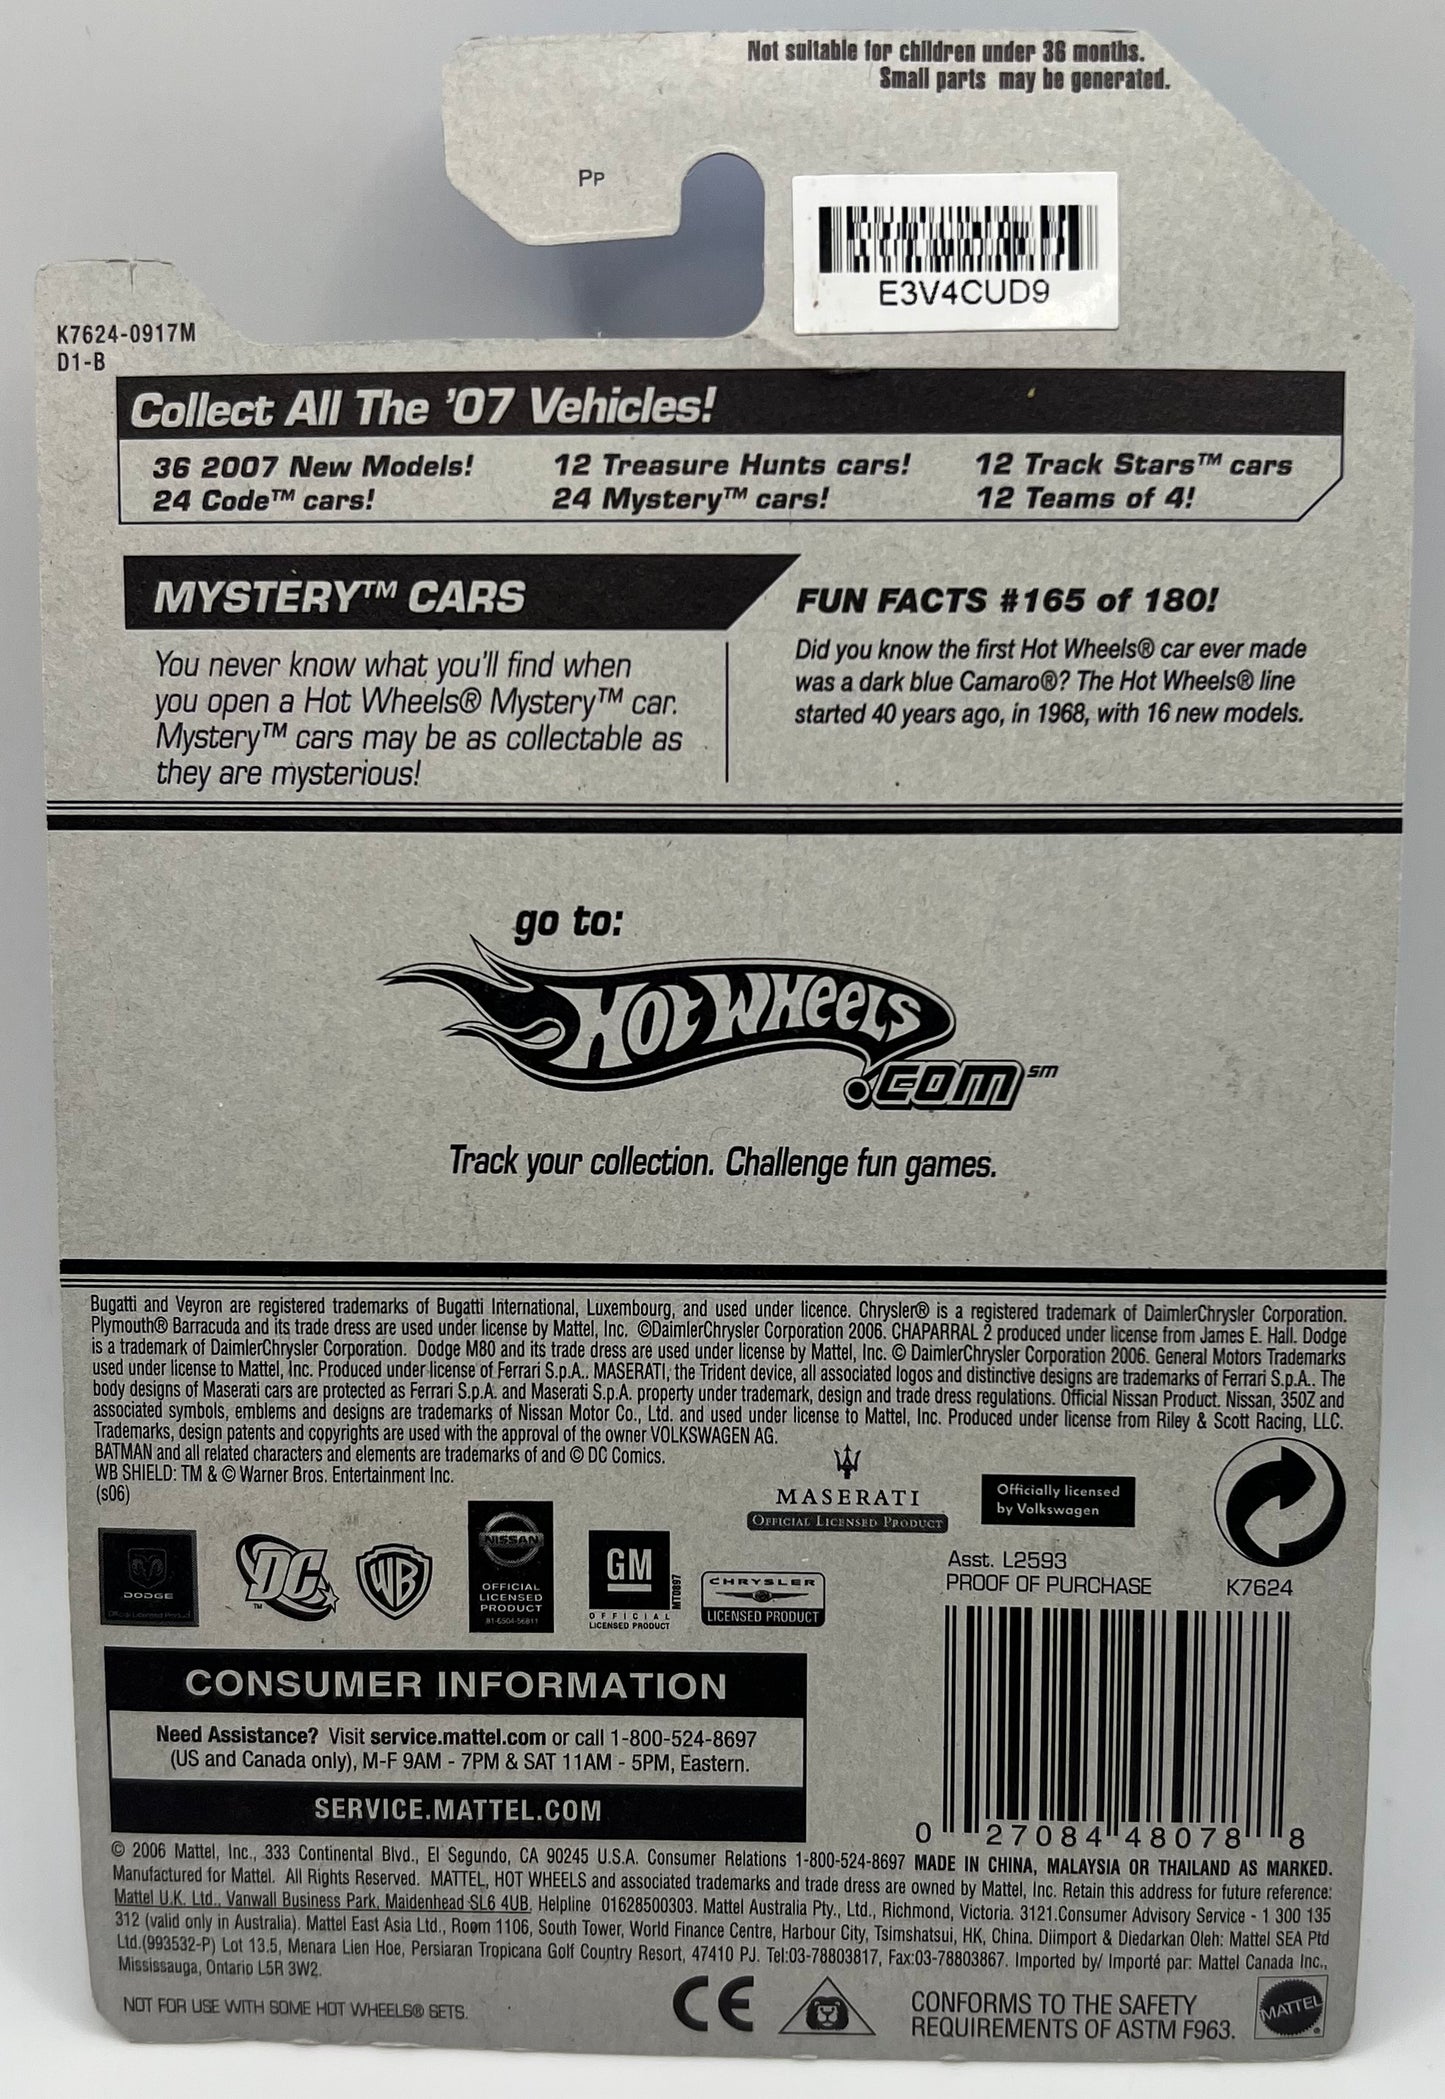 Not suitable for children under 36 months.
Small parts may be generated.
PP
E3V4CUD9
K7624-0917M
D1-B
Collect All The '07 Vehicles!
36 2007 New Models! 12 Treasure Hunts cars! 12 Track Stars™ cars
24 Code™ cars! 24 Mystery™ cars! 12 Teams of 4!
MYSTERY™ CARS
You never know what you'll find when
you open a Hot Wheels® Mystery™ car.
Mystery™ cars may be as collectable as
they are mysterious!
FUN FACTS #165 of 180!
Did you know the first Hot Wheels® car ever made
was a dark blue Camaro®? The Hot Wheels® line
started 40 years ago, in 1968, with 16 new models.
go to:
Hot Wheels
.com℠
Track your collection. Challenge fun games.
Bugatti and Veyron are registered trademarks of Bugatti International, Luxembourg, and used under licence. Chrysler® is a registered trademark of DaimlerChrysler Corporation.
Plymouth® Barracuda and its trade dress are used under license by Mattel, Inc. ©DaimlerChrysler Corporation 2006. CHAPARRAL 2 produced under license from James E. Hall. Dodge
is a trademark of DaimlerChrysler Corporation. Dodge M80 and its trade dress are used under license by Mattel, Inc. © DaimlerChrysler Corporation 2006. General Motors Trademarks
used under license to Mattel, Inc. Produced under license of Ferrari S.p.A.. MASERATI, the Trident device, all associated logos and distinctive designs are trademarks of Ferrari S.p.A.. The
body designs of Maserati cars are protected as Ferrari S.p.A. and Maserati S.p.A. property under trademark, design and trade dress regulations. Official Nissan Product. Nissan, 350Z and
associated symbols, emblems and designs are trademarks of Nissan Motor Co., Ltd. and used under license to Mattel, Inc. Produced under license from Riley & Scott Racing, LLC.
Trademarks, design patents and copyrights are used with the approval of the owner VOLKSWAGEN AG.
BATMAN and all related characters and elements are trademarks of and © DC Comics.
WB SHIELD: TM & © Warner Bros. Entertainment Inc.
(s06)
MASERATI
OFFICIAL LICENSED PRODUCT
Officially licensed
by Volkswagen
DODGE
Official Licensed Product
DC
TM
WB
NISSAN
OFFICIAL
LICENSED
PRODUCT
81-6504-56811
GM
MT0897
OFFICIAL
LICENSED PRODUCT
CHRYSLER
LICENSED PRODUCT
Asst. L2593
PROOF OF PURCHASE K7624
0 27084 48078 8
CONSUMER INFORMATION
Need Assistance? Visit service.mattel.com or call 1-800-524-8697
(US and Canada only), M-F 9AM - 7PM & SAT 11AM - 5PM, Eastern.
SERVICE.MATTEL.COM
© 2006 Mattel, Inc., 333 Continental Blvd., El Segundo, CA 90245 U.S.A. Consumer Relations 1-800-524-8697 MADE IN CHINA, MALAYSIA OR THAILAND AS MARKED.
Manufactured for Mattel. All Rights Reserved. MATTEL, HOT WHEELS and associated trademarks and trade dress are owned by Mattel, Inc. Retain this address for future reference:
Mattel U.K. Ltd., Vanwall Business Park, Maidenhead SL6 4UB. Helpline 01628500303. Mattel Australia Pty., Ltd., Richmond, Victoria. 3121.Consumer Advisory Service - 1 300 135
312 (valid only in Australia). Mattel East Asia Ltd., Room 1106, South Tower, World Finance Centre, Harbour City, Tsimshatsui, HK, China. Diimport & Diedarkan Oleh: Mattel SEA Ptd
Ltd.(993532-P) Lot 13.5, Menara Lien Hoe, Persiaran Tropicana Golf Country Resort, 47410 PJ. Tel:03-78803817, Fax:03-78803867. Imported by/ Importé par: Mattel Canada Inc.,
Mississauga, Ontario L5R 3W2.
NOT FOR USE WITH SOME HOT WHEELS® SETS.
CE
CONFORMS TO THE SAFETY
REQUIREMENTS OF ASTM F963.
MATTEL